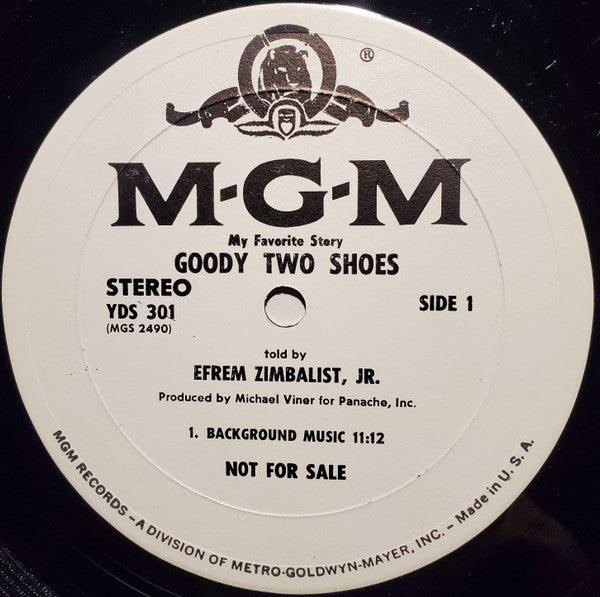 ®
M-G-M
My Favorite Story
GOODY TWO SHOES
STEREO
YDS 301
(MGS 2490)
SIDE 1
told by
EFREM ZIMBALIST, JR.
Produced by Michael Viner for Panache, Inc.
1. BACKGROUND MUSIC 11:12
NOT FOR SALE
MGM RECORDS - A DIVISION OF METRO-GOLDWYN-MAYER, INC. - Made in U. S. A.